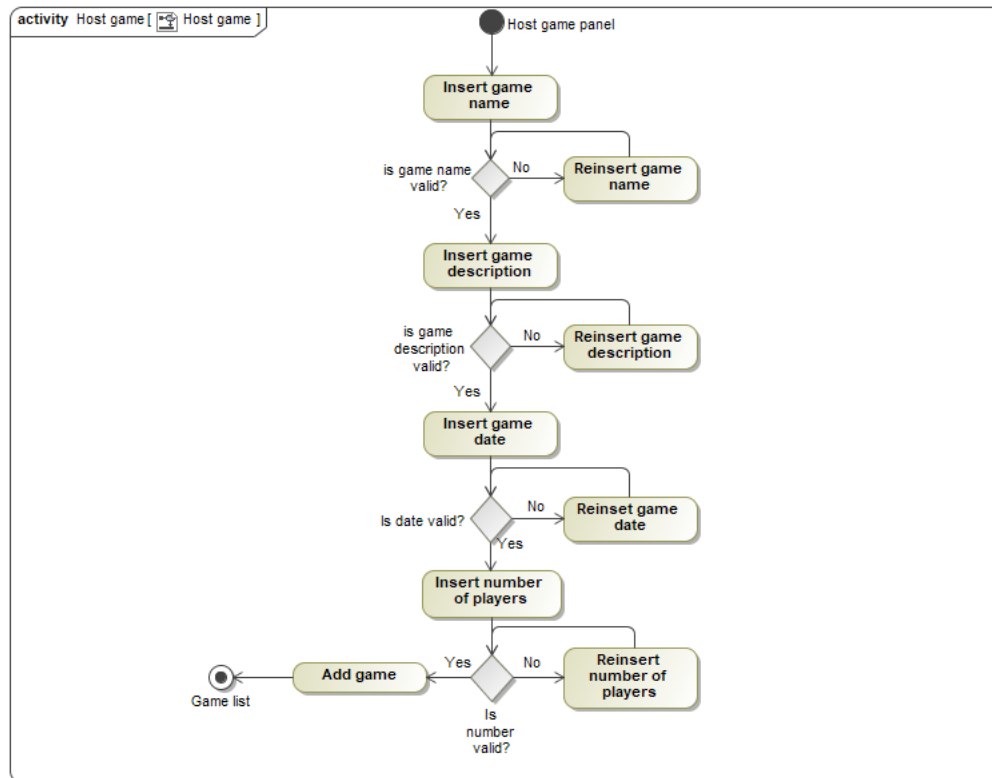 activity Host game [ Host game ]
Host game panel
Insert game
name
is game name
valid?
No
Reinsert game
name
Yes
Insert game
description
is game
description
valid?
No
Reinsert game
description
Yes
Insert game
date
Is date valid?
No
Reinset game
date
Yes
Insert number
of players
Game list
Add game
Yes
Is
number
valid?
No
Reinsert
number of
players